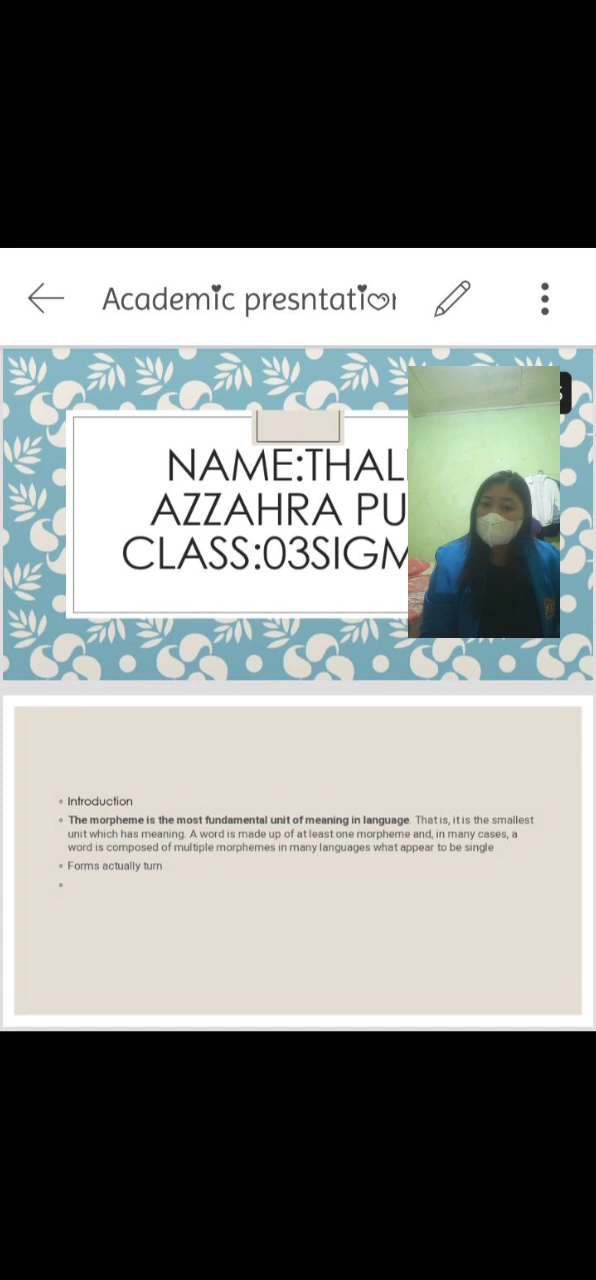 Academic presntation
NAME:THAL
AZZAHRA PU
CLASS:03SIGM
Introduction
The morpheme is the most fundamental unit of meaning in language. That is, it is the smallest
unit which has meaning. A word is made up of at least one morpheme and, in many cases, a
word is composed of multiple morphemes in many languages what appear to be single
Forms actually turn